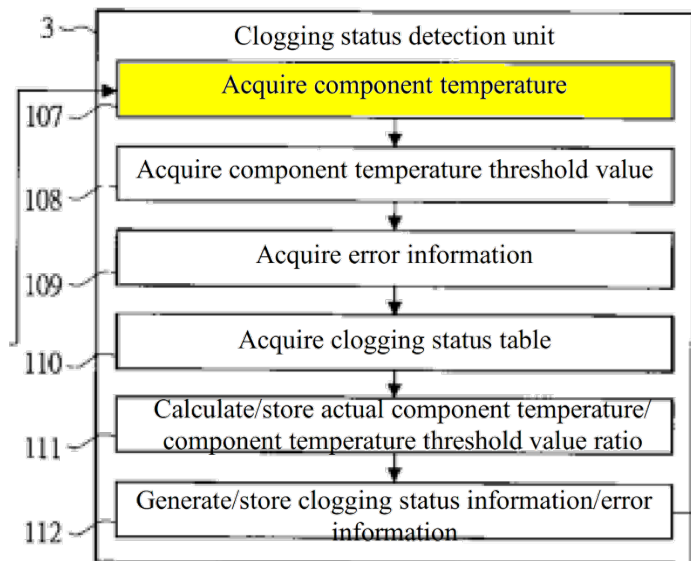 3
Clogging status detection unit
Acquire component temperature
107
Acquire component temperature threshold value
108
Acquire error information
109
Acquire clogging status table
110
Calculate/store actual component temperature/
component temperature threshold value ratio
111
Generate/store clogging status information/error
information
112